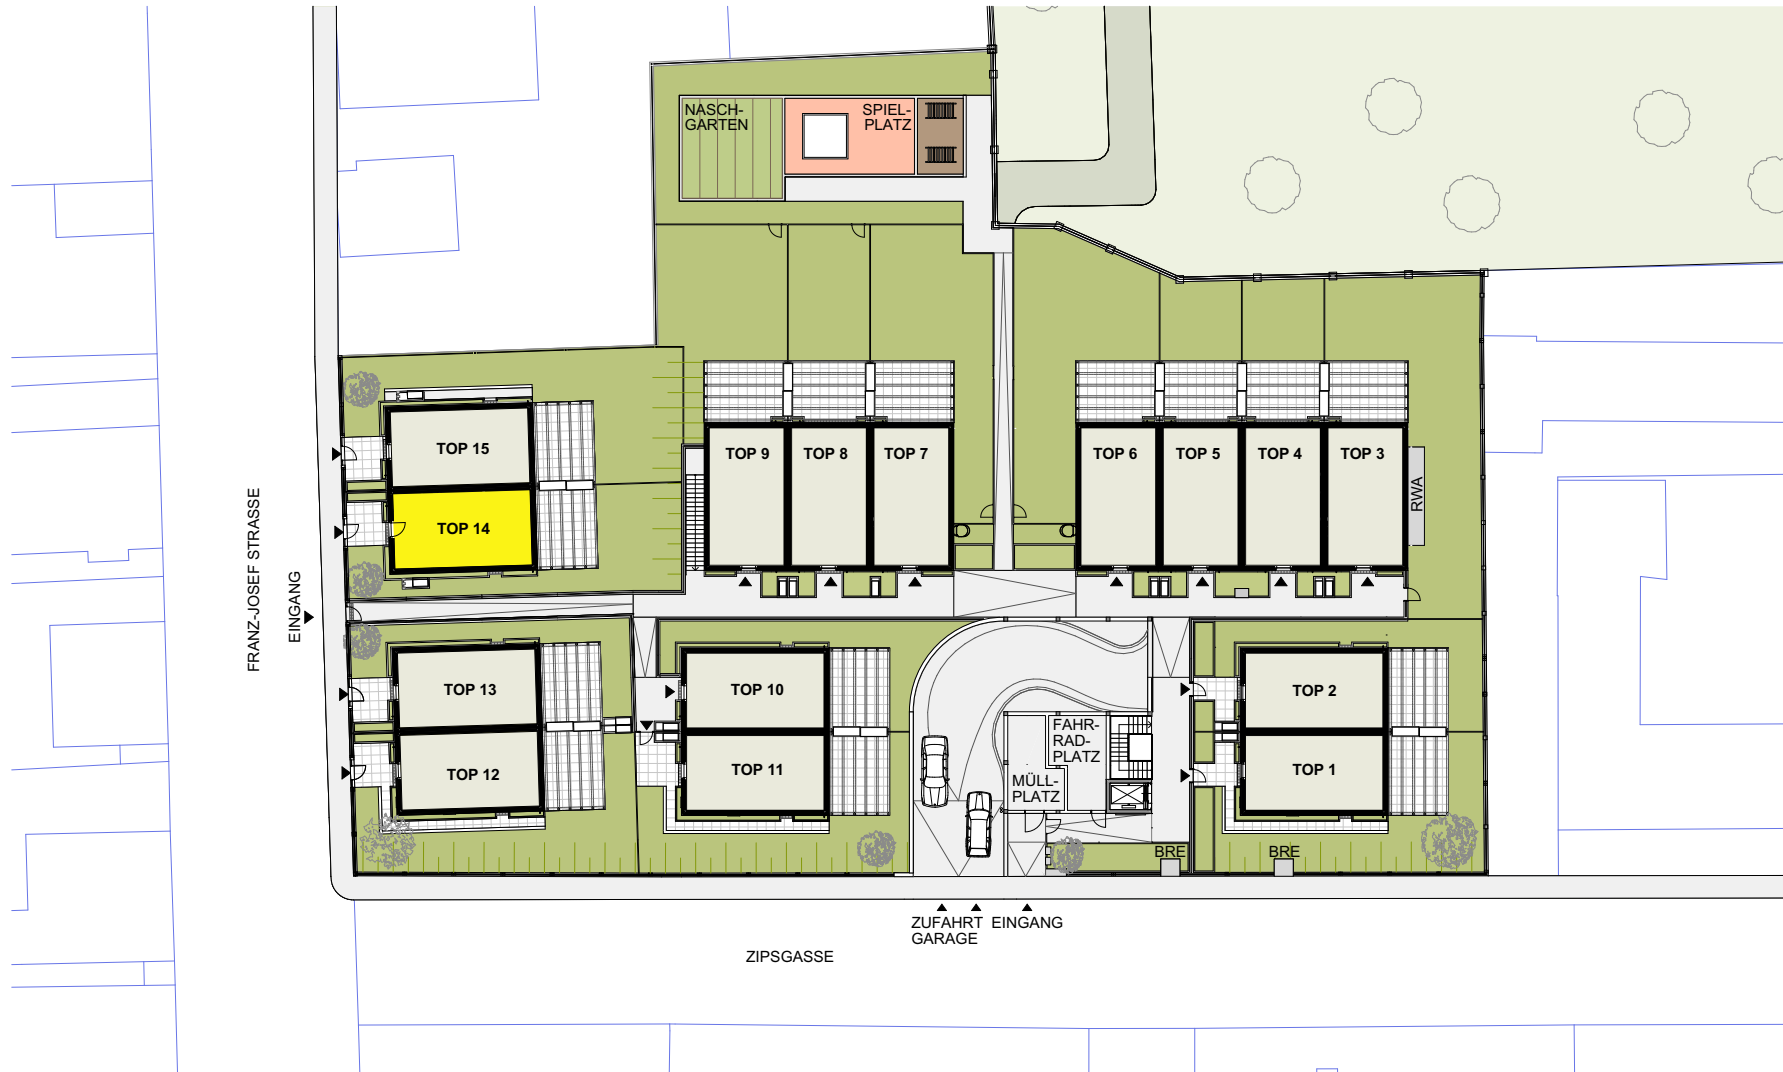 NASCH-
GARTEN
SPIEL-
PLATZ
TOP 15
TOP 14
TOP 9
TOP 8
TOP 7
TOP 6
TOP 5
TOP 4
TOP 3
RWA
FRANZ-JOSEF STRASSE
EINGANG
TOP 13
TOP 12
TOP 10
TOP 11
FAHR-
RAD-
PLATZ
MÜLL-
PLATZ
TOP 2
TOP 1
BRE
BRE
ZUFAHRT
GARAGE
EINGANG
ZIPSGASSE